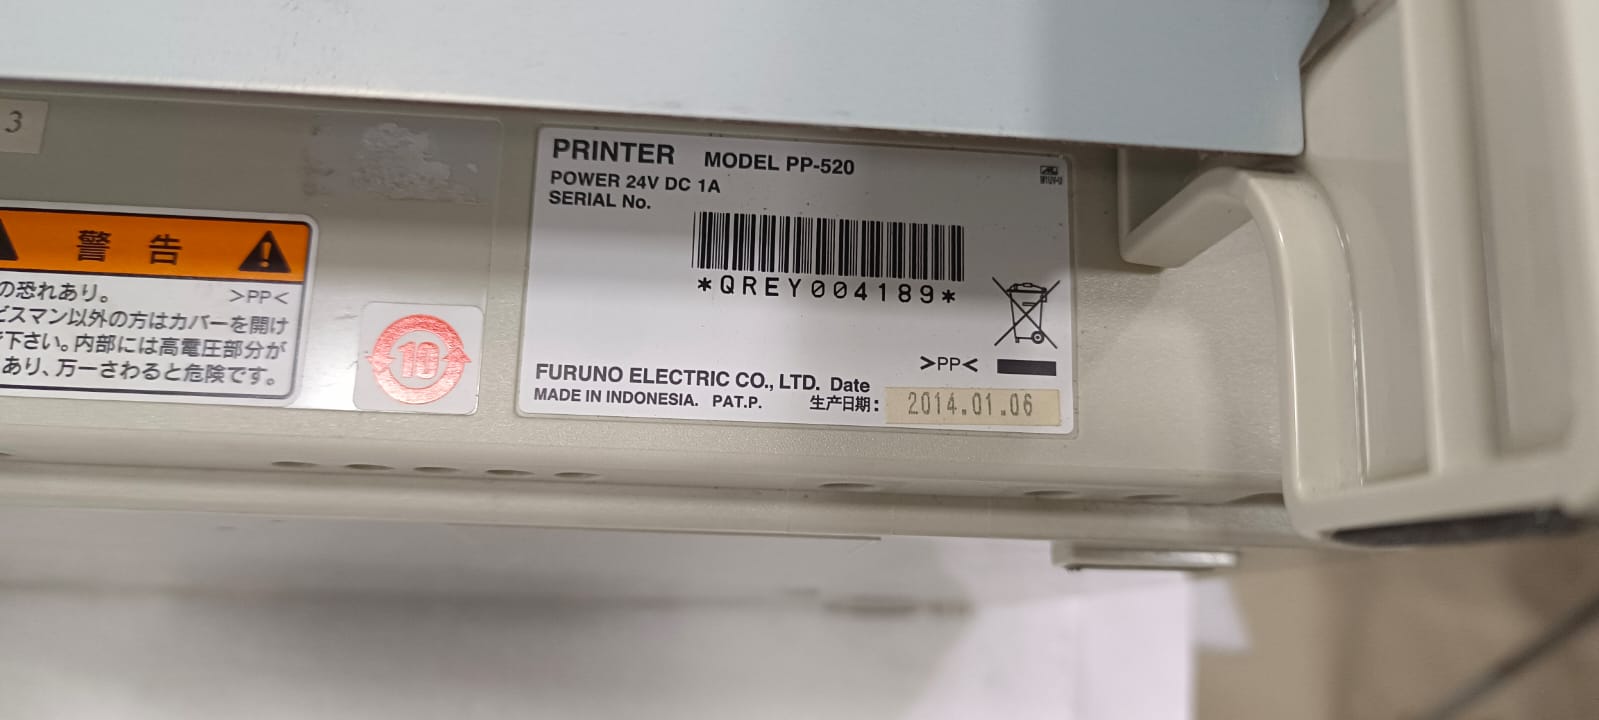 3
警告
の恐れあり。
>PP<
ビスマン以外の方はカバーを開け
下さい。内部には高電圧部分が
あり、万一さわると危険です。
10
PRINTER MODEL PP-520
POWER 24V DC 1A
SERIAL No.
*QREY004189*
>PP<
FURUNO ELECTRIC CO., LTD. Date
MADE IN INDONESIA. PAT.P. 生产日期: 2014.01.06